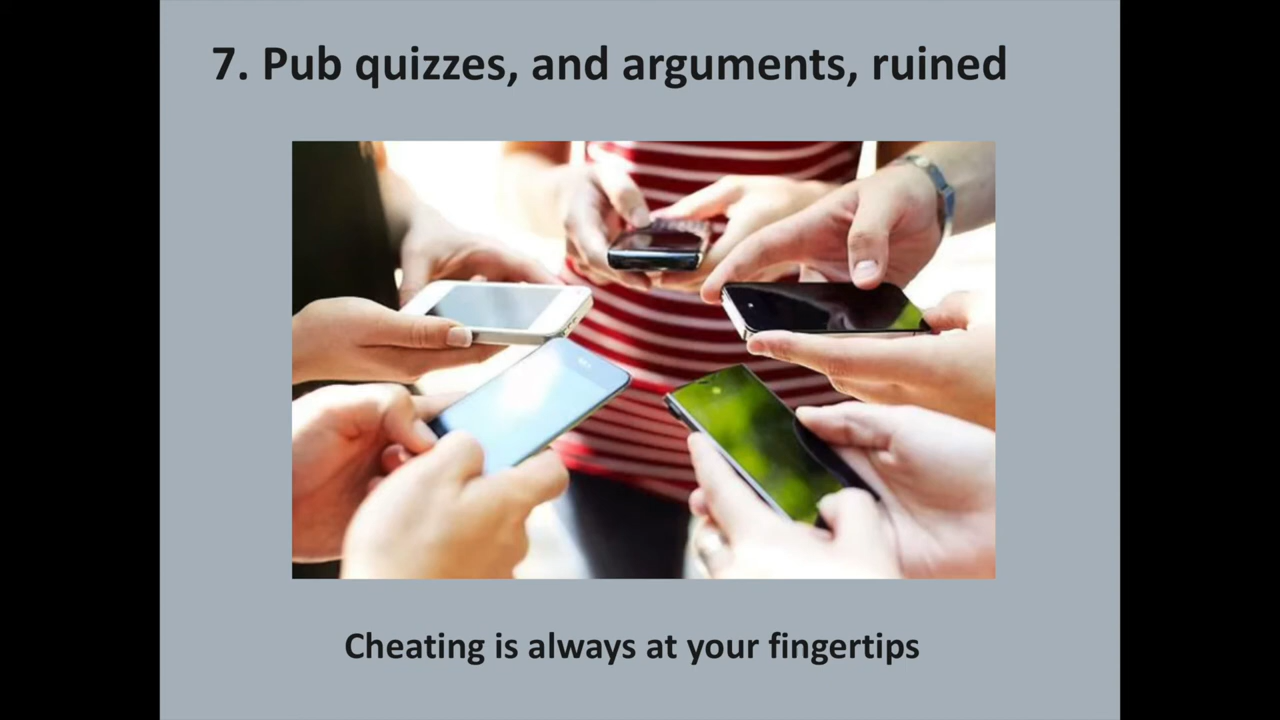 7. Pub quizzes, and arguments, ruined
Cheating is always at your fingertips